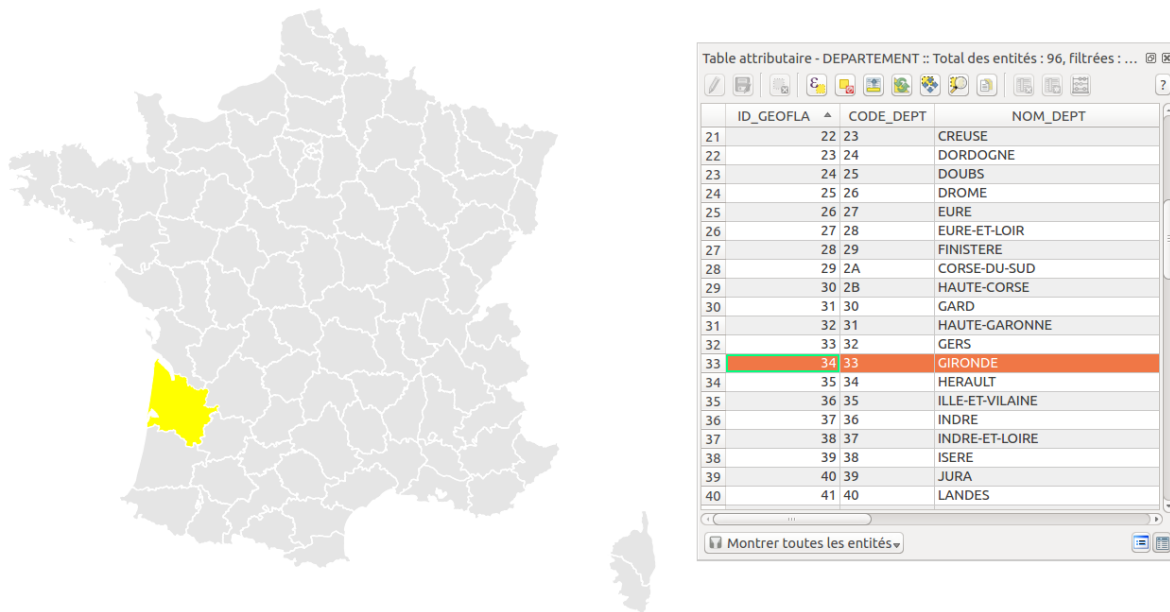 Table attributaire - DEPARTEMENT :: Total des entités : 96, filtrées : ...
ε
?
ID_GEOFLA CODE_DEPT NOM_DEPT
21 22 23 CREUSE
22 23 24 DORDOGNE
23 24 25 DOUBS
24 25 26 DROME
25 26 27 EURE
26 27 28 EURE-ET-LOIR
27 28 29 FINISTERE
28 29 2A CORSE-DU-SUD
29 30 2B HAUTE-CORSE
30 31 30 GARD
31 32 31 HAUTE-GARONNE
32 33 32 GERS
33 34 33 GIRONDE
34 35 34 HERAULT
35 36 35 ILLE-ET-VILAINE
36 37 36 INDRE
37 38 37 INDRE-ET-LOIRE
38 39 38 ISERE
39 40 39 JURA
40 41 40 LANDES
Montrer toutes les entités